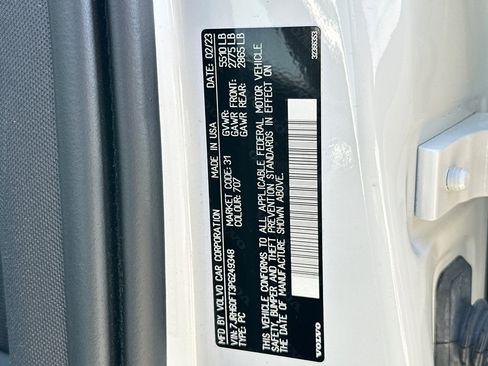 MFD BY VOLVO CAR CORPORATION MADE IN USA DATE: 02/23
VIN: 7JRH60FT3PG249348 MARKET CODE: 31 GVWR: 5510 LB
TYPE: PC COLOUR: 707 GAWR FRONT: 2775 LB
GAWR REAR: 2865 LB
THIS VEHICLE CONFORMS TO ALL APPLICABLE FEDERAL MOTOR VEHICLE
SAFETY, BUMPER AND THEFT PREVENTION STANDARDS IN EFFECT ON
THE DATE OF MANUFACTURE SHOWN ABOVE.
VOLVO 32366353